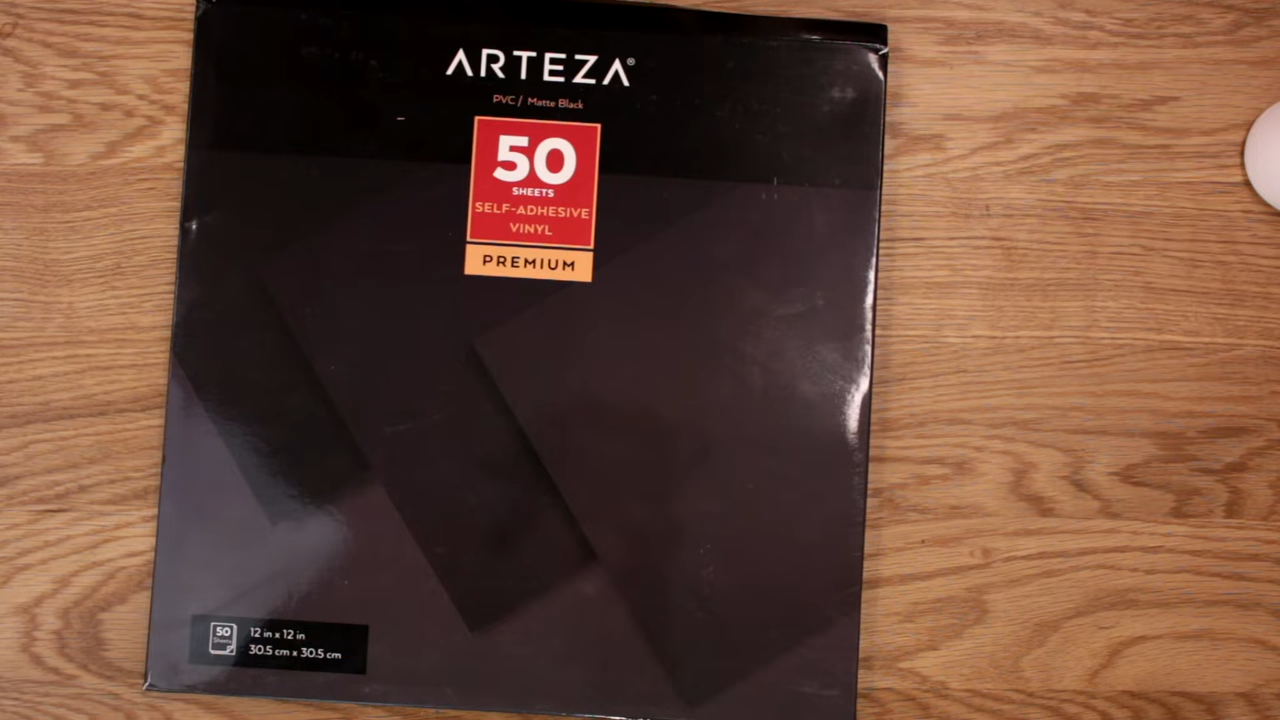 ARTEZA®
PVC / Matte Black
50
SHEETS
SELF-ADHESIVE
VINYL
PREMIUM
50
Sheets
12 in x 12 in
30.5 cm x 30.5 cm